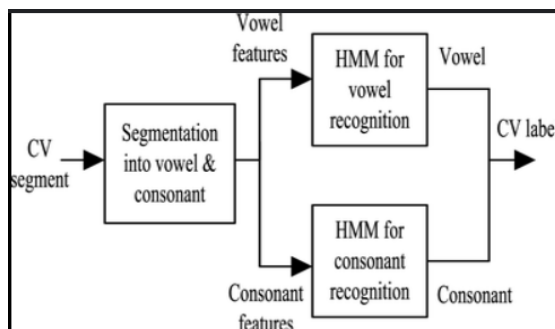 CV
segment
Segmentation
into vowel &
consonant
Vowel
features
HMM for
vowel
recognition
Vowel
Consonant
features
HMM for
consonant
recognition
Consonant
CV labe